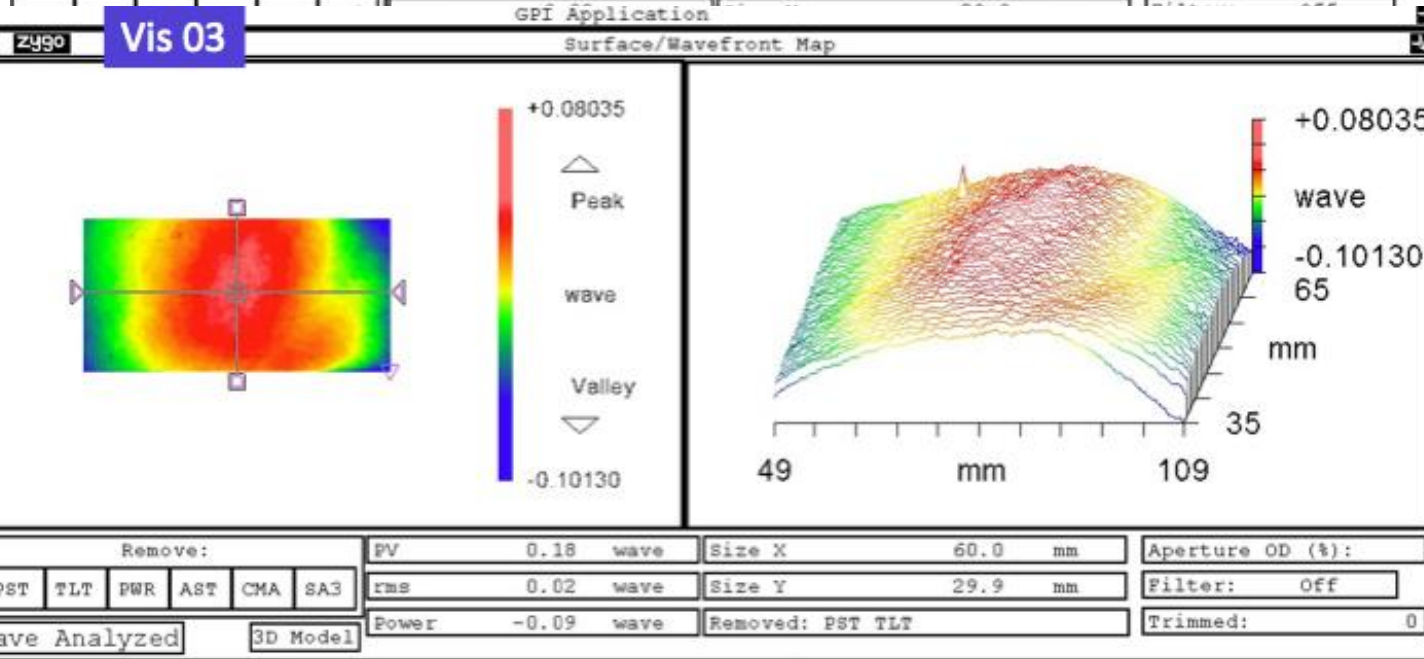 GPI Application
zygo
Vis 03
Surface/Wavefront Map
+0.08035
Peak
wave
Valley
-0.10130
+0.08035
wave
-0.10130
65
mm
35
49 mm 109
Remove:
PST TLT PWR AST CMA SA3
ave Analyzed
3D Model
PV 0.18 wave
rms 0.02 wave
Power -0.09 wave
Size X 60.0 mm
Size Y 29.9 mm
Removed: PST TLT
Aperture OD (%):
Filter: Off
Trimmed: 0